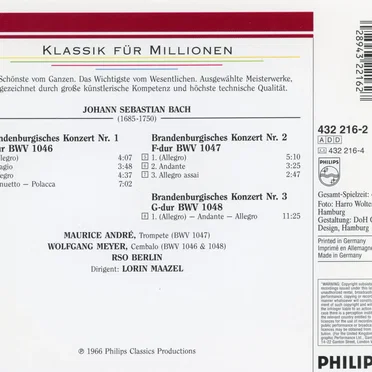 KLASSIK FÜR MILLIONEN
Schönste vom Ganzen. Das Wichtigste vom Wesentlichen. Ausgewählte Meisterwerke,
gezeichnet durch große künstlerische Kompetenz und höchste technische Qualität.
JOHANN SEBASTIAN BACH
(1685-1750)
ndenburgisches Konzert Nr. 1
dur BWV 1046
llegro) 4:07
agio 3:48
egro 4:37
nuetto – Polacca 7:02
Brandenburgisches Konzert Nr. 2
F-dur BWV 1047
1. (Allegro) 5:10
2. Andante 3:25
3. Allegro assai 2:47
Brandenburgisches Konzert Nr. 3
G-dur BWV 1048
1. (Allegro) — Andante — Allegro 11:25
MAURICE ANDRÉ, Trompete (BWV 1047)
WOLFGANG MEYER, Cembalo (BWV 1046 & 1048)
RSO BERLIN
Dirigent: LORIN MAAZEL
Ⓟ 1966 Philips Classics Productions
28943 22162
432 216-2
ADD
432 216-4
PHILIPS
Gesamt-Spielzeit:
Foto: Harro Wolter
Hamburg
Gestaltung: DoH
Design, Hamburg
Printed in Germany
Imprimé en Allemagne
Made in Germany
PHILIP